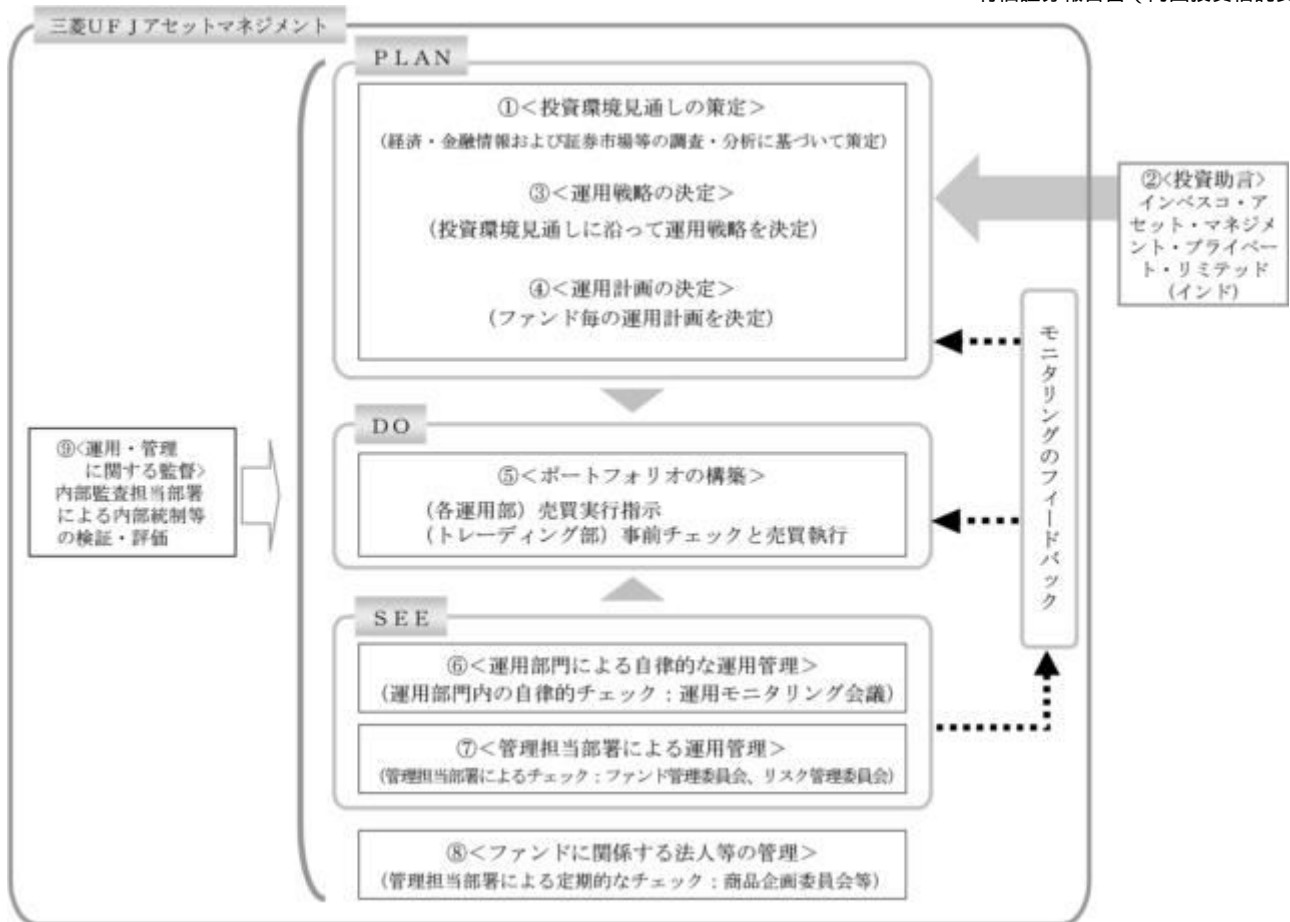 三菱UFJアセットマネジメント
PLAN
①<投資環境見通しの策定>
(経済・金融情報および証券市場等の調査・分析に基づいて策定)
③<運用戦略の決定>
(投資環境見通しに沿って運用戦略を決定)
④<運用計画の決定>
(ファンド毎の運用計画を決定)
②<投資助言>
インベスコ・ア
セット・マネジメ
ント・プライベー
ト・リミテッド
(インド)
モニタリングのフィードバック
DO
⑤<ポートフォリオの構築>
(各運用部) 売買実行指示
(トレーディング部) 事前チェックと売買執行
⑨<運用・管理
に関する監督>
内部監査担当部署
による内部統制等
の検証・評価
SEE
⑥<運用部門による自律的な運用管理>
(運用部門内の自律的チェック:運用モニタリング会議)
⑦<管理担当部署による運用管理>
(管理担当部署によるチェック:ファンド管理委員会、リスク管理委員会)
⑧<ファンドに関係する法人等の管理>
(管理担当部署による定期的なチェック:商品企画委員会等)